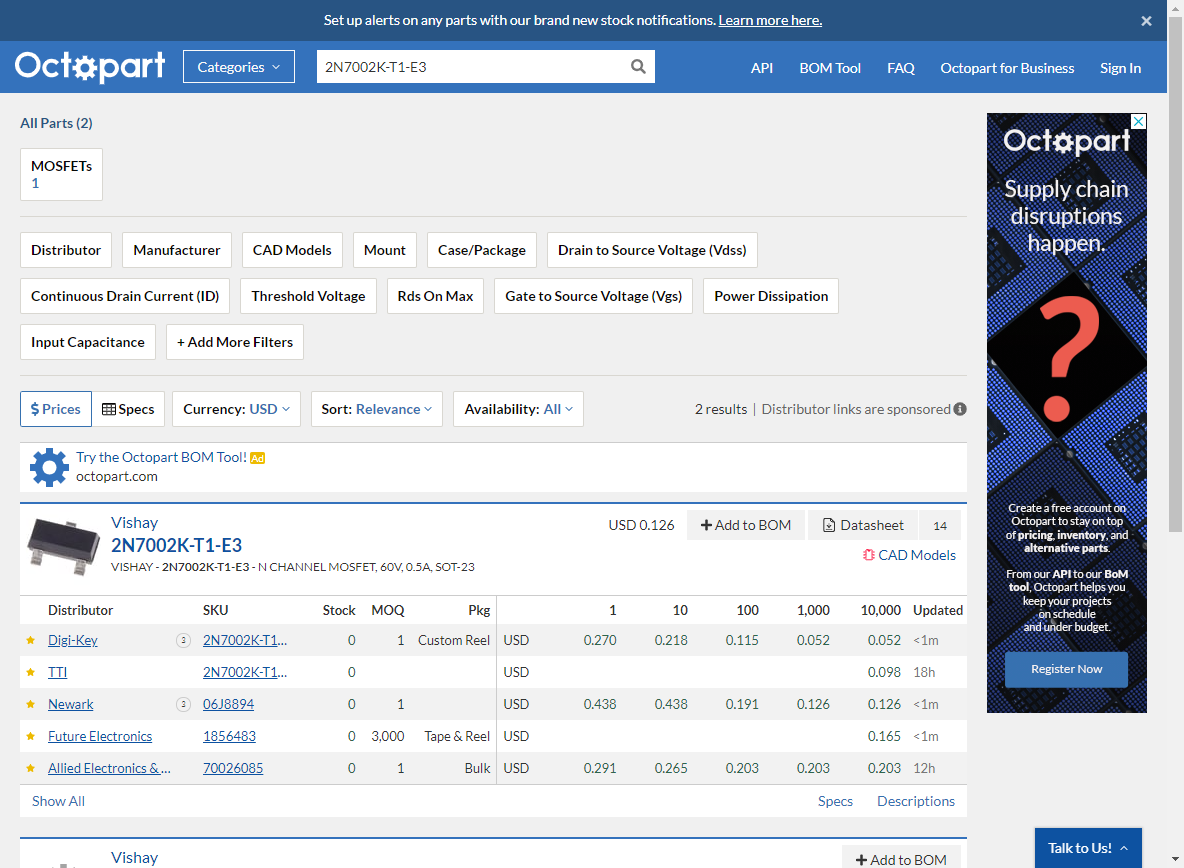 Set up alerts on any parts with our brand new stock notifications. Learn more here.
Octopart Categories 2N7002K-T1-E3 API BOM Tool FAQ Octopart for Business Sign In
All Parts (2)
MOSFETs
1
Distributor Manufacturer CAD Models Mount Case/Package Drain to Source Voltage (Vdss)
Continuous Drain Current (ID) Threshold Voltage Rds On Max Gate to Source Voltage (Vgs) Power Dissipation
Input Capacitance + Add More Filters
$ Prices Specs Currency: USD Sort: Relevance Availability: All 2 results | Distributor links are sponsored
Try the Octopart BOM Tool! Ad
octopart.com
Vishay
2N7002K-T1-E3
VISHAY - 2N7002K-T1-E3 - N CHANNEL MOSFET, 60V, 0.5A, SOT-23
USD 0.126 + Add to BOM Datasheet 14
CAD Models
Distributor SKU Stock MOQ Pkg 1 10 100 1,000 10,000 Updated
Digi-Key 3 2N7002K-T1... 0 1 Custom Reel USD 0.270 0.218 0.115 0.052 0.052 <1m
TTI 2N7002K-T1... 0 USD 0.098 18h
Newark 2 06J8894 0 1 USD 0.438 0.438 0.191 0.126 0.126 <1m
Future Electronics 1856483 0 3,000 Tape & Reel USD 0.165 <1m
Allied Electronics & ... 70026085 0 1 Bulk USD 0.291 0.265 0.203 0.203 0.203 12h
Show All Specs Descriptions
Vishay
+ Add to BOM
Octopart
Supply chain
disruptions
happen.
?
Create a free account on
Octopart to stay on top
of pricing, inventory, and
alternative parts.
From our API to our BoM
tool, Octopart helps you
keep your projects
on schedule
and under budget.
Register Now
Talk to Us!